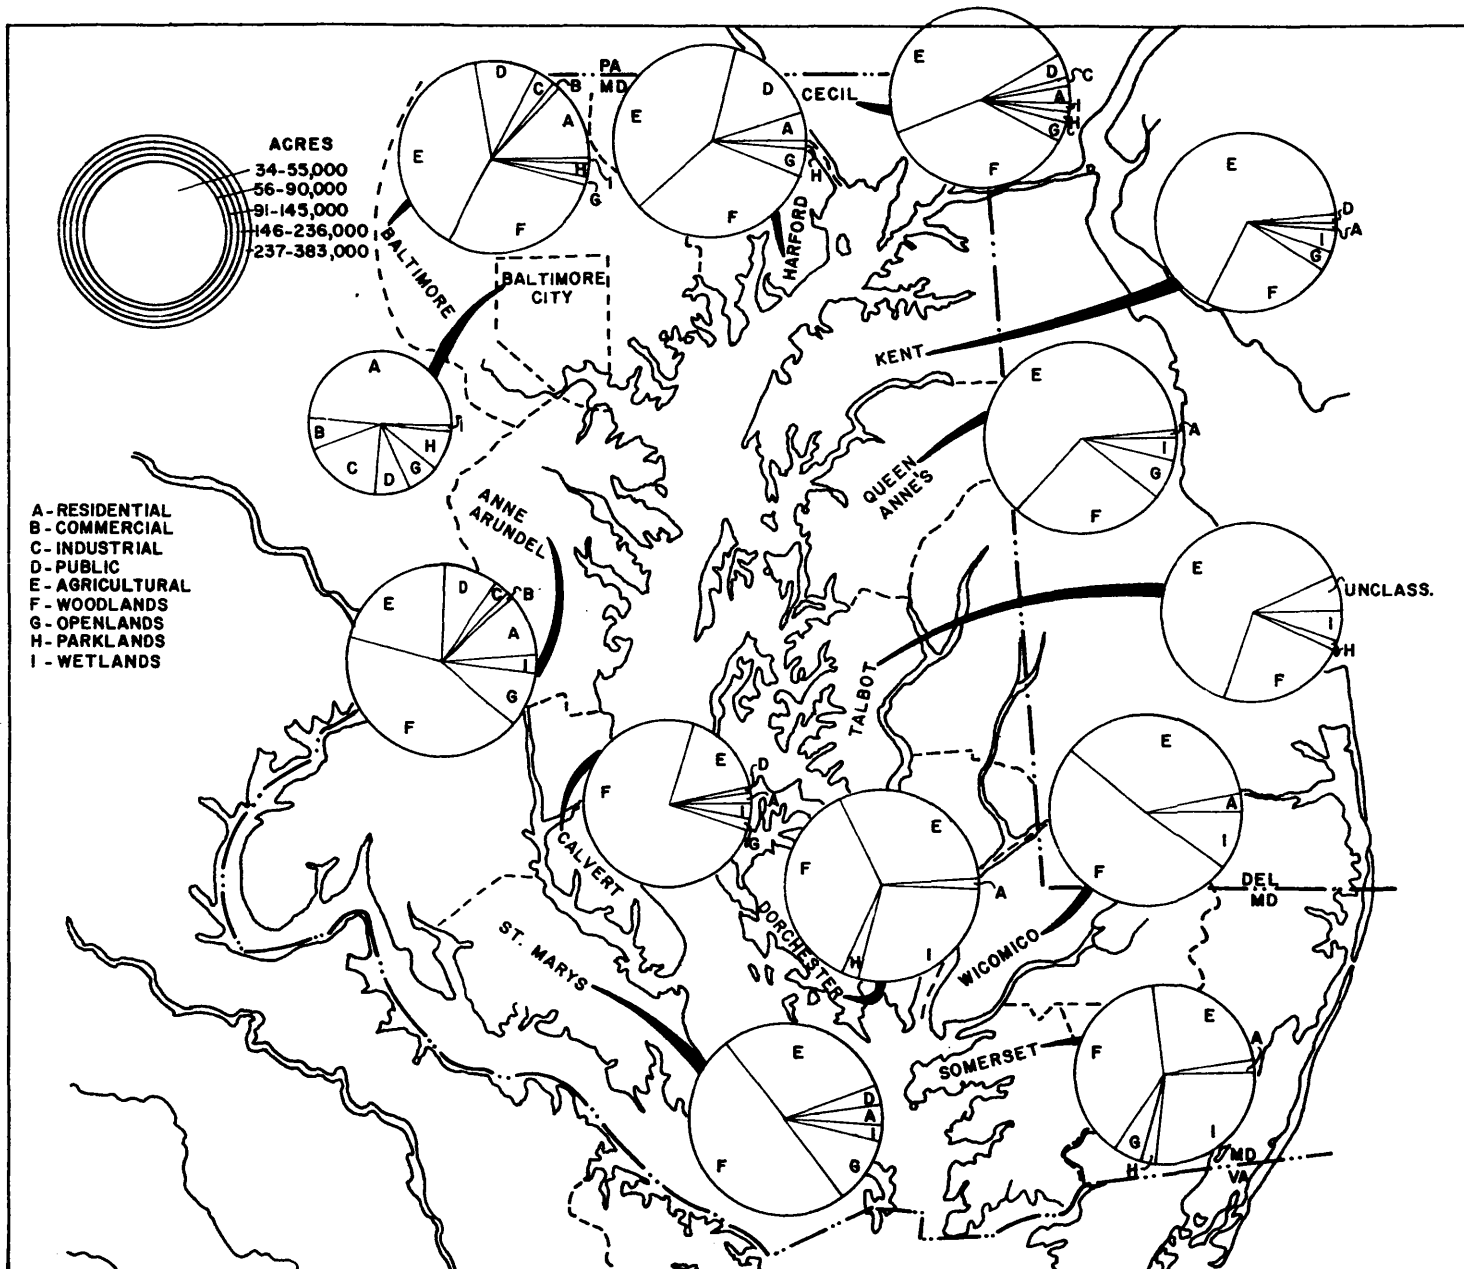 ACRES
34-55,000
56-90,000
91-145,000
146-236,000
237-383,000
A - RESIDENTIAL
B - COMMERCIAL
C - INDUSTRIAL
D - PUBLIC
E - AGRICULTURAL
F - WOODLANDS
G - OPENLANDS
H - PARKLANDS
I - WETLANDS
PA
MD
BALTIMORE
E
D
C
B
A
H
I
G
F
HARFORD
E
D
A
G
H
F
CECIL
E
D
C
A
I
H
G
F
BALTIMORE
CITY
A
B
C
D
G
H
I
KENT
E
D
A
I
G
F
QUEEN
ANNE'S
E
A
I
G
F
ANNE
ARUNDEL
E
D
C
B
A
I
G
F
TALBOT
E
UNCLASS.
I
H
F
CALVERT
F
E
D
A
I
G
DORCHESTER
F
E
A
I
H
WICOMICO
E
A
I
F
DEL
MD
ST. MARYS
E
D
A
I
G
F
SOMERSET
F
E
A
I
G
H
MD
VA